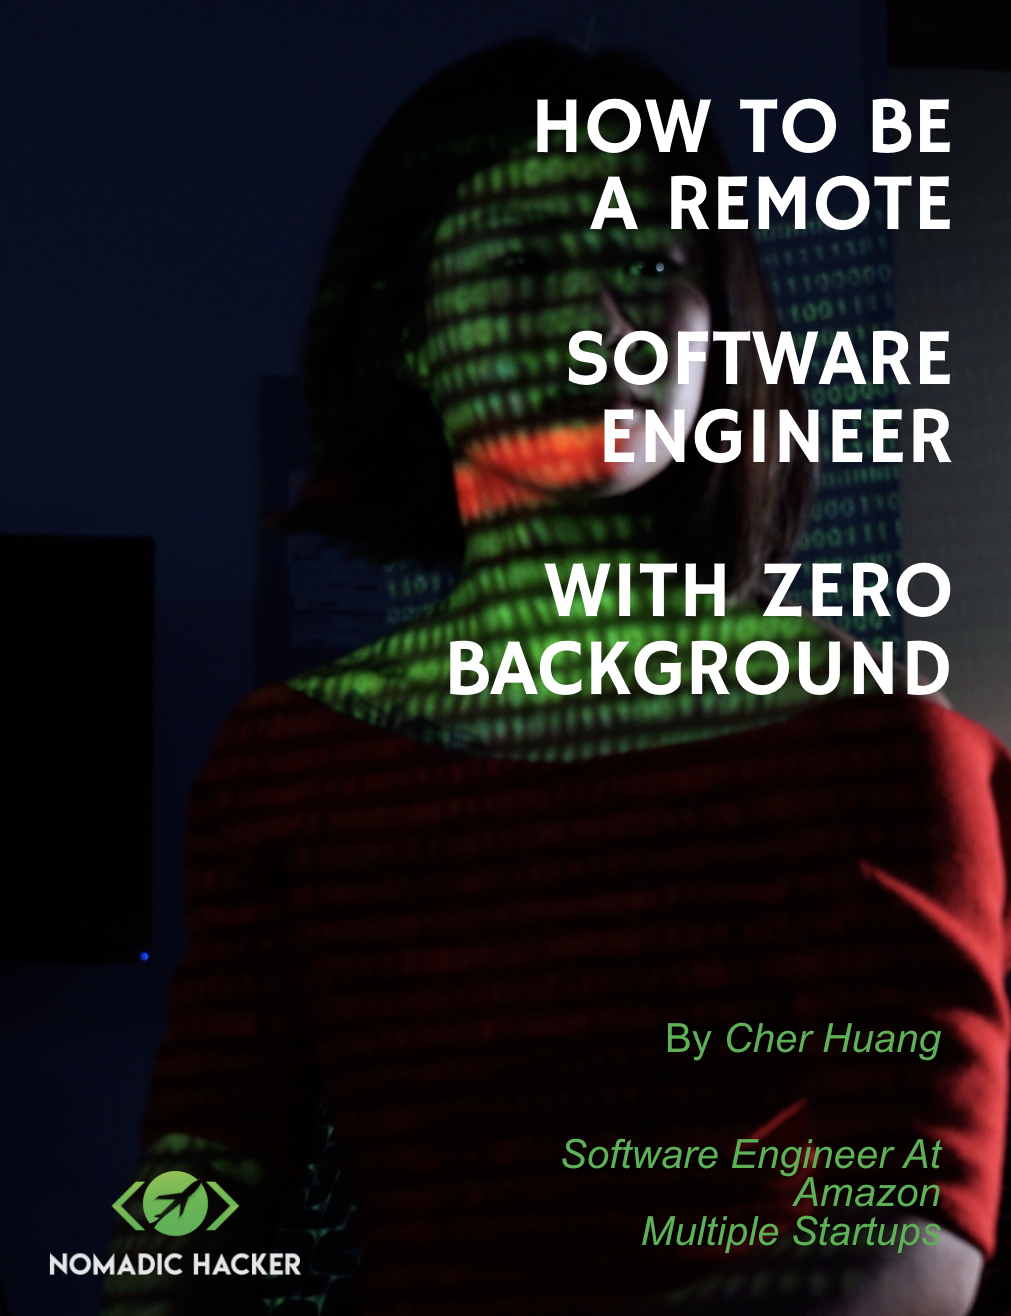 HOW TO BE
A REMOTE
SOFTWARE
ENGINEER
WITH ZERO
BACKGROUND
By Cher Huang
Software Engineer At
Amazon
Multiple Startups
NOMADIC HACKER